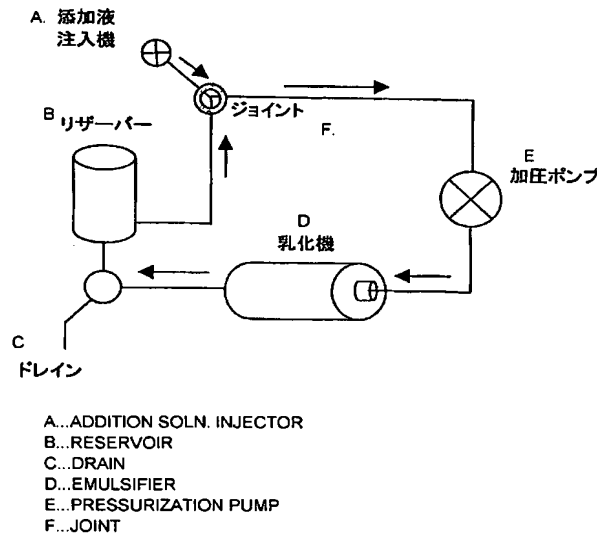 A. 添加液
注入機
ジョイント
F.
B リザーバー
E
加圧ポンプ
D
乳化機
C
ドレイン
A...ADDITION SOLN. INJECTOR
B...RESERVOIR
C...DRAIN
D...EMULSIFIER
E...PRESSURIZATION PUMP
F...JOINT